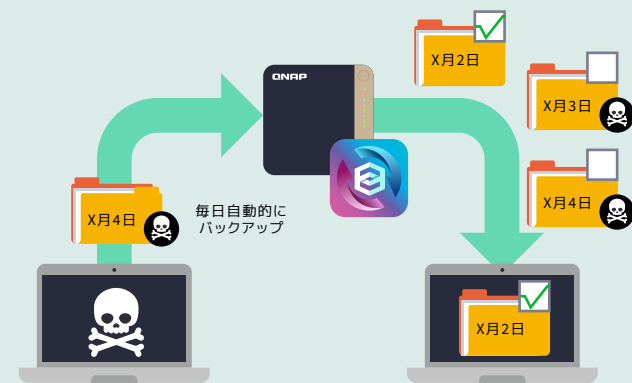 X月2日
QNAP
X月3日
X月4日
X月4日
毎日自動的に
バックアップ
X月2日